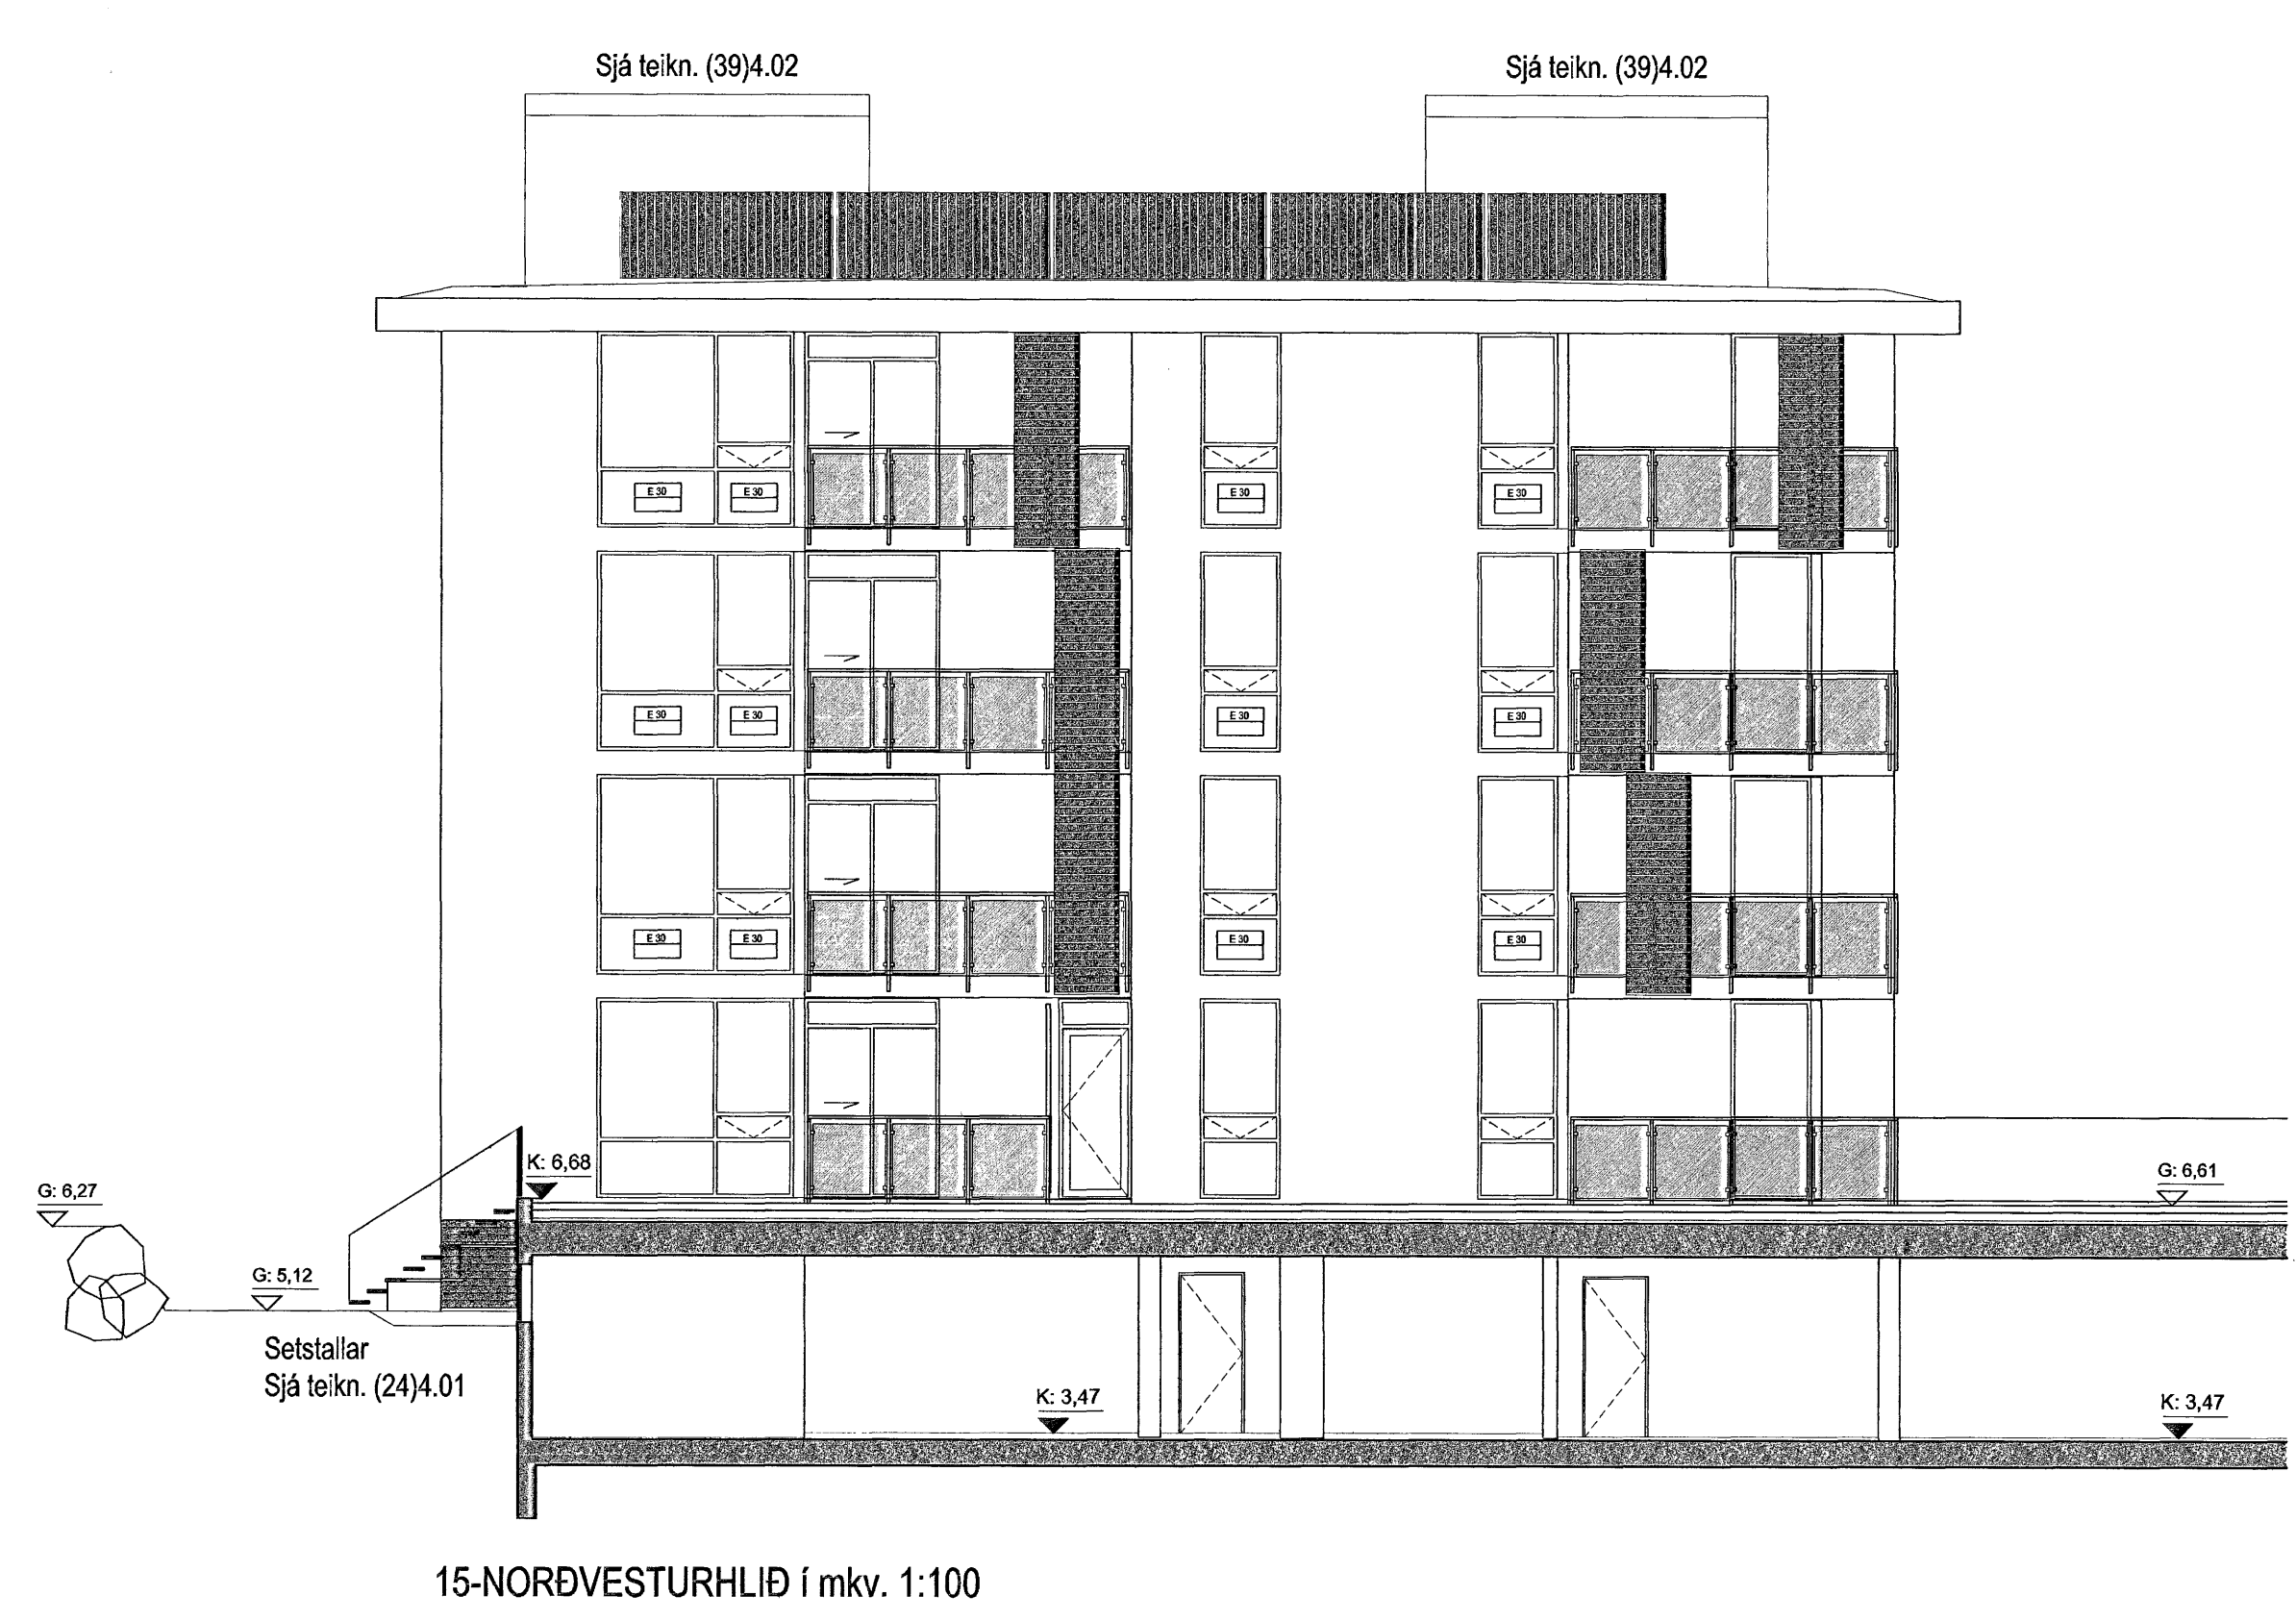 Sjá teikn. (39)4.02
Sjá teikn. (39)4.02
E 30
E 30
E 30
E 30
E 30
E 30
E 30
E 30
E 30
E 30
E 30
E 30
K: 6,68
G: 6,27
G: 6,61
G: 5,12
Setstallar
Sjá teikn. (24)4.01
K: 3,47
K: 3,47
15-NORÐVESTURHLIÐ í mkv. 1:100